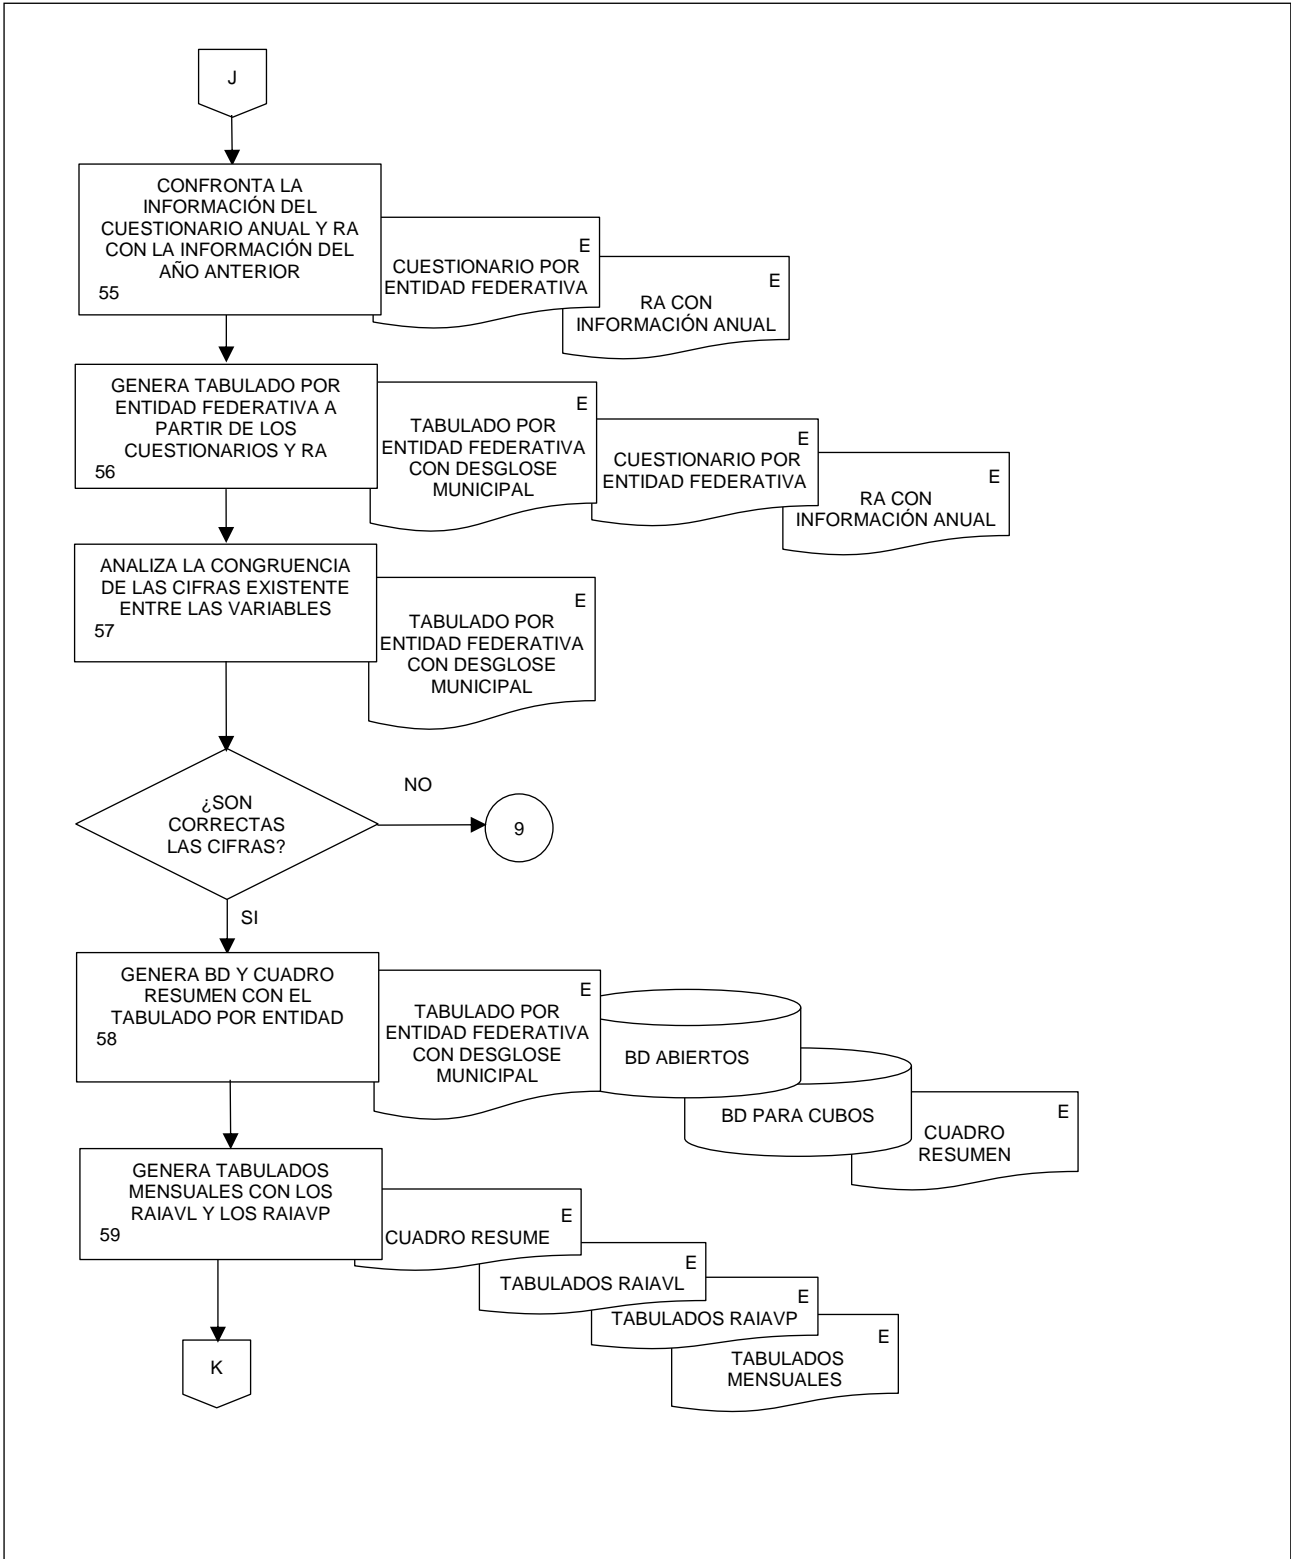 J
CONFRONTA LA
INFORMACIÓN DEL
CUESTIONARIO ANUAL Y RA
CON LA INFORMACIÓN DEL
AÑO ANTERIOR
55
E
CUESTIONARIO POR
ENTIDAD FEDERATIVA
E
RA CON
INFORMACIÓN ANUAL
GENERA TABULADO POR
ENTIDAD FEDERATIVA A
PARTIR DE LOS
CUESTIONARIOS Y RA
56
E
TABULADO POR
ENTIDAD FEDERATIVA
CON DESGLOSE
MUNICIPAL
E
CUESTIONARIO POR
ENTIDAD FEDERATIVA
E
RA CON
INFORMACIÓN ANUAL
ANALIZA LA CONGRUENCIA
DE LAS CIFRAS EXISTENTE
ENTRE LAS VARIABLES
57
E
TABULADO POR
ENTIDAD FEDERATIVA
CON DESGLOSE
MUNICIPAL
¿SON
CORRECTAS
LAS CIFRAS?
NO
9
SI
GENERA BD Y CUADRO
RESUMEN CON EL
TABULADO POR ENTIDAD
58
E
TABULADO POR
ENTIDAD FEDERATIVA
CON DESGLOSE
MUNICIPAL
BD ABIERTOS
BD PARA CUBOS
E
CUADRO
RESUMEN
GENERA TABULADOS
MENSUALES CON LOS
RAIAVL Y LOS RAIAVP
59
E
CUADRO RESUME
E
TABULADOS RAIAVL
E
TABULADOS RAIAVP
E
TABULADOS
MENSUALES
K